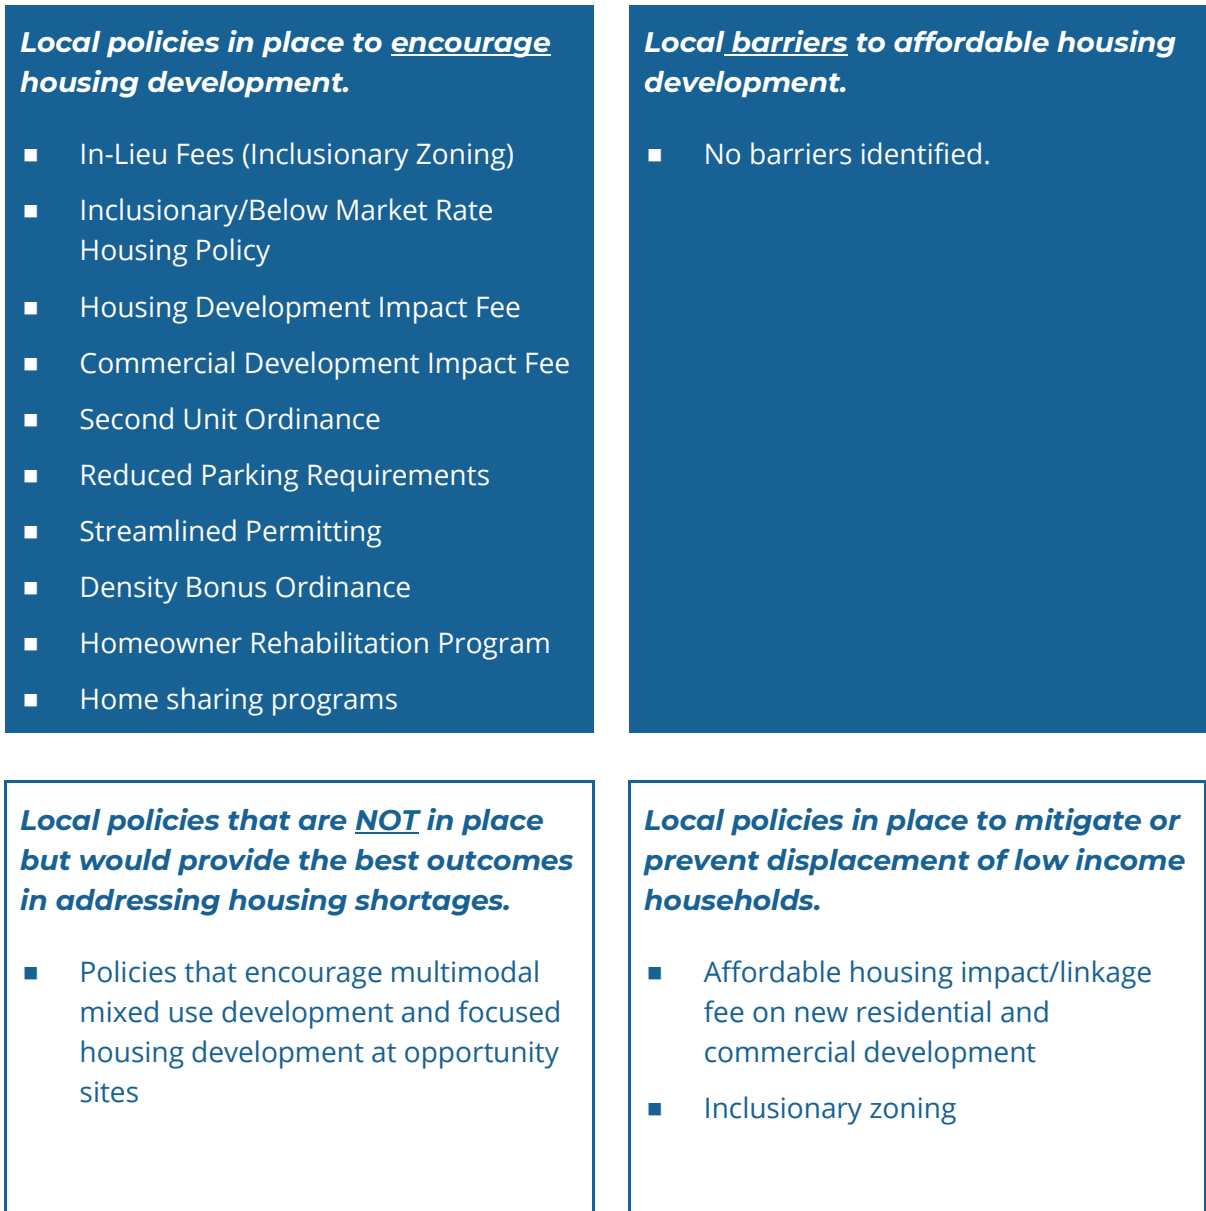 Local policies in place to encourage
housing development.
■ In-Lieu Fees (Inclusionary Zoning)
■ Inclusionary/Below Market Rate
Housing Policy
■ Housing Development Impact Fee
■ Commercial Development Impact Fee
■ Second Unit Ordinance
■ Reduced Parking Requirements
■ Streamlined Permitting
■ Density Bonus Ordinance
■ Homeowner Rehabilitation Program
■ Home sharing programs
Local barriers to affordable housing
development.
■ No barriers identified.
Local policies that are NOT in place
but would provide the best outcomes
in addressing housing shortages.
■ Policies that encourage multimodal
mixed use development and focused
housing development at opportunity
sites
Local policies in place to mitigate or
prevent displacement of low income
households.
■ Affordable housing impact/linkage
fee on new residential and
commercial development
■ Inclusionary zoning